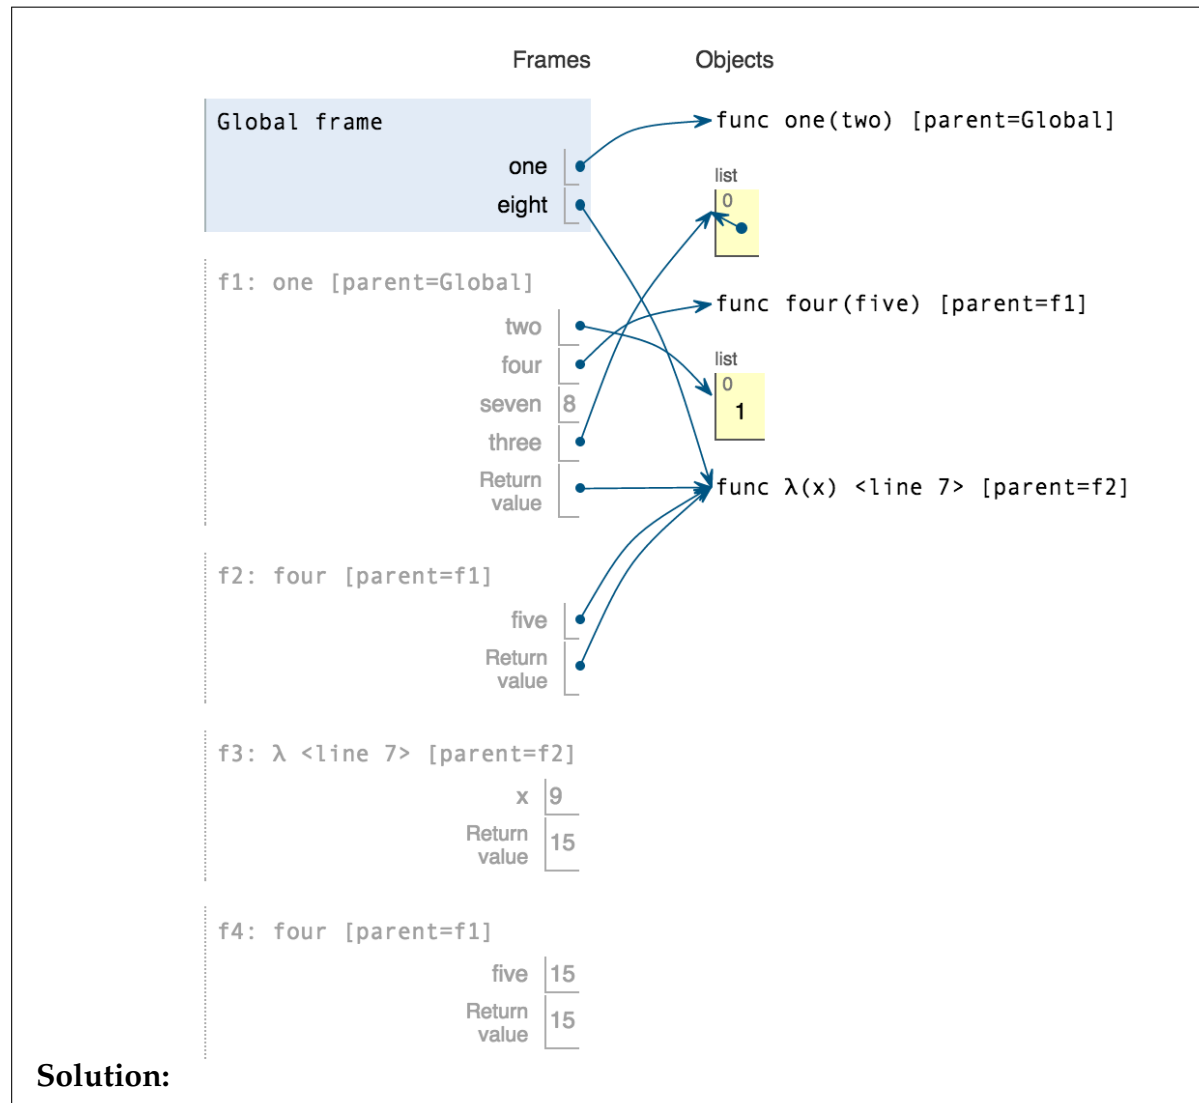 Frames Objects
Global frame
func one(two) [parent=Global]
one
eight
list
0
f1: one [parent=Global]
func four(five) [parent=f1]
two
four
seven 8
three
Return
value
list
0
1
func λ(x) <line 7> [parent=f2]
f2: four [parent=f1]
five
Return
value
f3: λ <line 7> [parent=f2]
x 9
Return
value 15
f4: four [parent=f1]
five 15
Return
value 15
Solution: